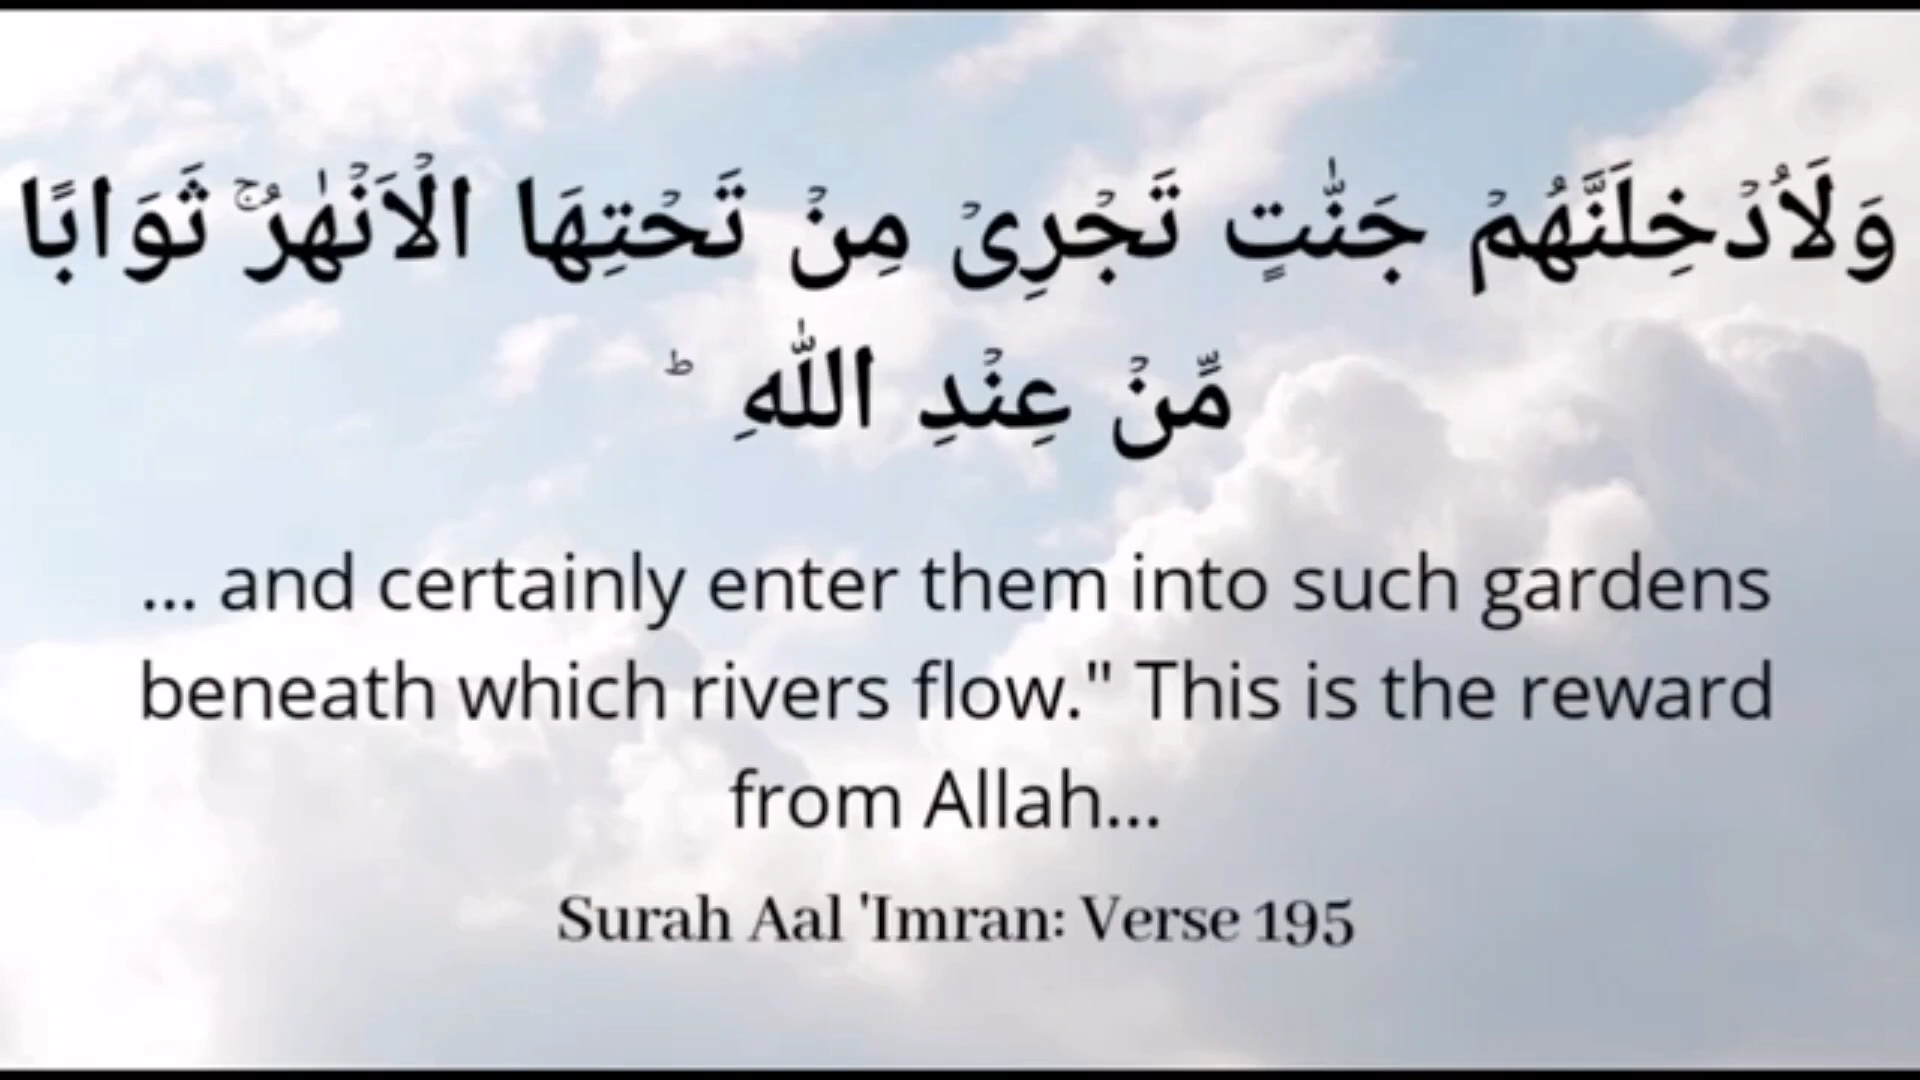 وَلَاُدۡخِلَنَّهُمۡ جَنّٰتٍ تَجۡرِىۡ مِنۡ تَحۡتِهَا الۡاَنۡهٰرُ‌ۚ ثَوَابًا
مِّنۡ عِنۡدِ اللّٰهِ ‌ؕ
... and certainly enter them into such gardens
beneath which rivers flow." This is the reward
from Allah...
Surah Aal 'Imran: Verse 195